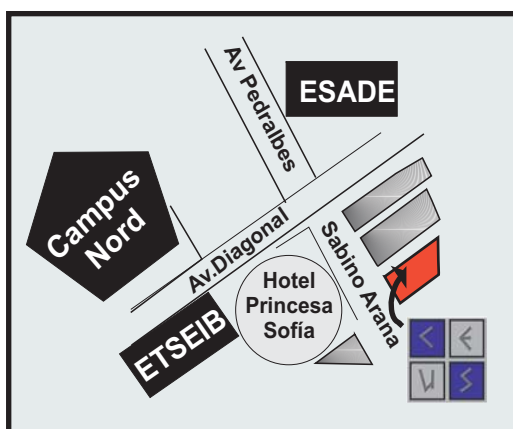 Av Pedralbes
ESADE
Campus
Nord
Av.Diagonal
Sabino Arana
Hotel
Princesa
Sofía
ETSEIB
C E
U S